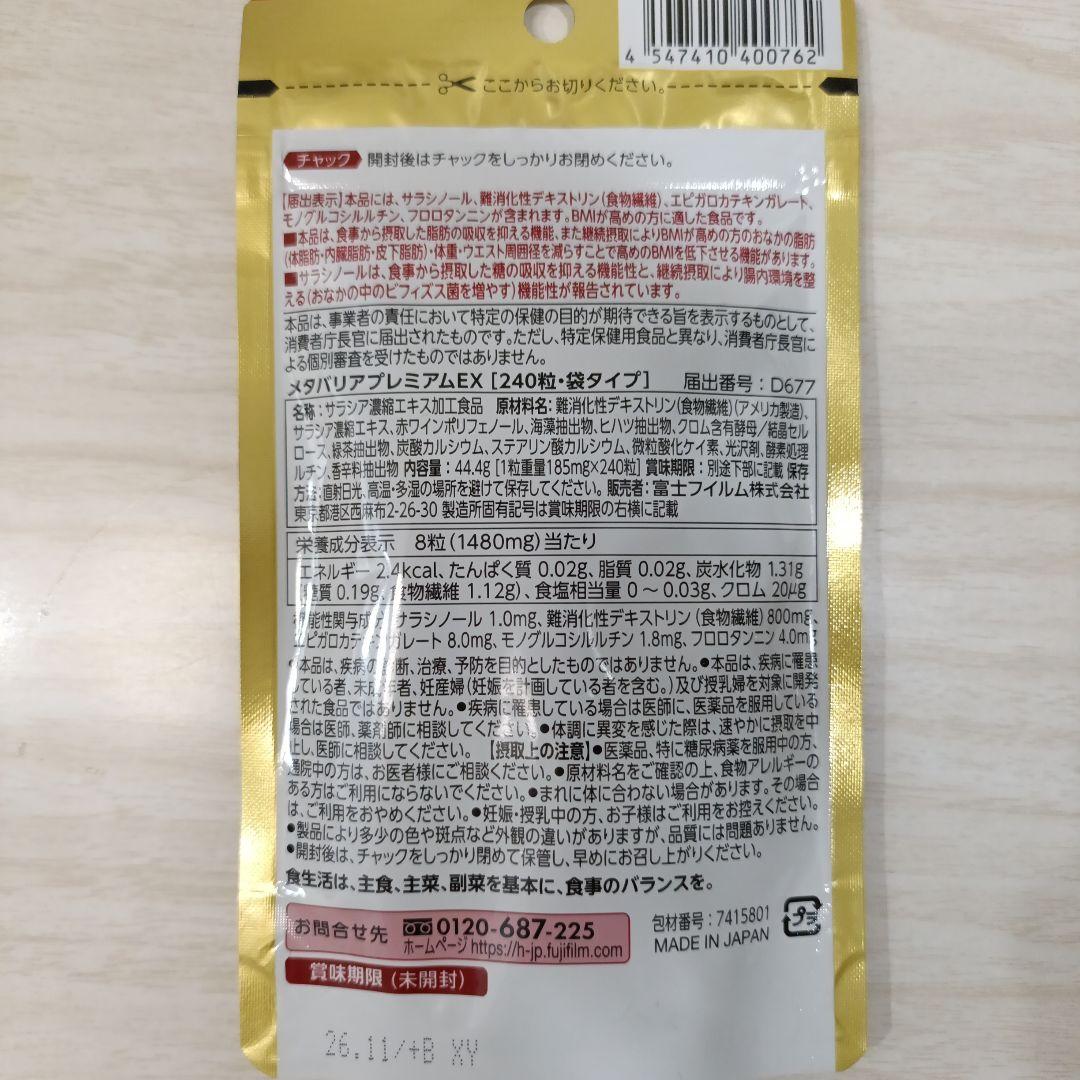 4 547410 400762
ここからお切りください。
チャック 開封後はチャックをしっかりお閉めください。
【届出表示】本品には、サラシノール、難消化性デキストリン(食物繊維)、エピガロカテキンガレート、
モノグルコシルルチン、フロロタンニンが含まれます。BMIが高めの方に適した食品です。
■本品は、食事から摂取した脂肪の吸収を抑える機能、また継続摂取によりBMIが高めの方のおなかの脂肪
(体脂肪・内臓脂肪・皮下脂肪)・体重・ウエスト周囲径を減らすことで高めのBMIを低下させる機能があります。
■サラシノールは、食事から摂取した糖の吸収を抑える機能性と、継続摂取により腸内環境を整
える(おなかの中のビフィズス菌を増やす)機能性が報告されています。
本品は、事業者の責任において特定の保健の目的が期待できる旨を表示するものとして、
消費者庁長官に届出されたものです。ただし、特定保健用食品と異なり、消費者庁長官に
よる個別審査を受けたものではありません。
メタバリアプレミアムEX [240粒・袋タイプ] 届出番号:D677
名称:サラシア濃縮エキス加工食品 原材料名:難消化性デキストリン(食物繊維)(アメリカ製造)、
サラシア濃縮エキス、赤ワインポリフェノール、海藻抽出物、ヒハツ抽出物、クロム含有酵母/結晶セル
ロース、緑茶抽出物、炭酸カルシウム、ステアリン酸カルシウム、微粒酸化ケイ素、光沢剤、酵素処理
ルチン、香辛料抽出物 内容量:44.4g [1粒重量185mg×240粒] 賞味期限:別途下部に記載 保存
方法:直射日光、高温・多湿の場所を避けて保存してください。 販売者:富士フイルム株式会社
東京都港区西麻布2-26-30 製造所固有記号は賞味期限の右横に記載
栄養成分表示 8粒(1480mg)当たり
エネルギー 2.4kcal、たんぱく質 0.02g、脂質 0.02g、炭水化物 1.31g
糖質 0.19g、食物繊維 1.12g)、食塩相当量 0～0.03g、クロム 20μg
機能性関与成 サラシノール 1.0mg、難消化性デキストリン(食物繊維)800mg、
エピガロカテ ガレート 8.0mg、モノグルコシルルチン 1.8mg、フロロタンニン 4.0mg
●本品は、疾病の 断、治療、予防を目的としたものではありません。●本品は、疾病に罹患
している者、未成年者、妊産婦(妊娠を計画している者を含む。)及び授乳婦を対象に開発
された食品ではありません。●疾病に罹患している場合は医師に、医薬品を服用している
場合は医師、薬剤師に相談してください。●体調に異変を感じた際は、速やかに摂取を中
止し、医師に相談してください。 【摂取上の注意】●医薬品、特に糖尿病薬を服用中の方、
通院中の方は、お医者様にご相談ください。●原材料名をご確認の上、食物アレルギーの
ある方はご利用にならないでください。●まれに体に合わない場合があります。その場合
は、ご利用をおやめください。●妊娠・授乳中の方、お子様はご利用をお控えください。
●製品により多少の色や斑点など外観の違いがありますが、品質には問題ありません。
●開封後は、チャックをしっかり閉めて保管し、早めにお召し上がりください。
食生活は、主食、主菜、副菜を基本に、食事のバランスを。
お問合せ先 0120-687-225
ホームページ https://h-jp.fujifilm.com
包材番号:7415801
MADE IN JAPAN
プラ
賞味期限(未開封)
26.11/+B XY